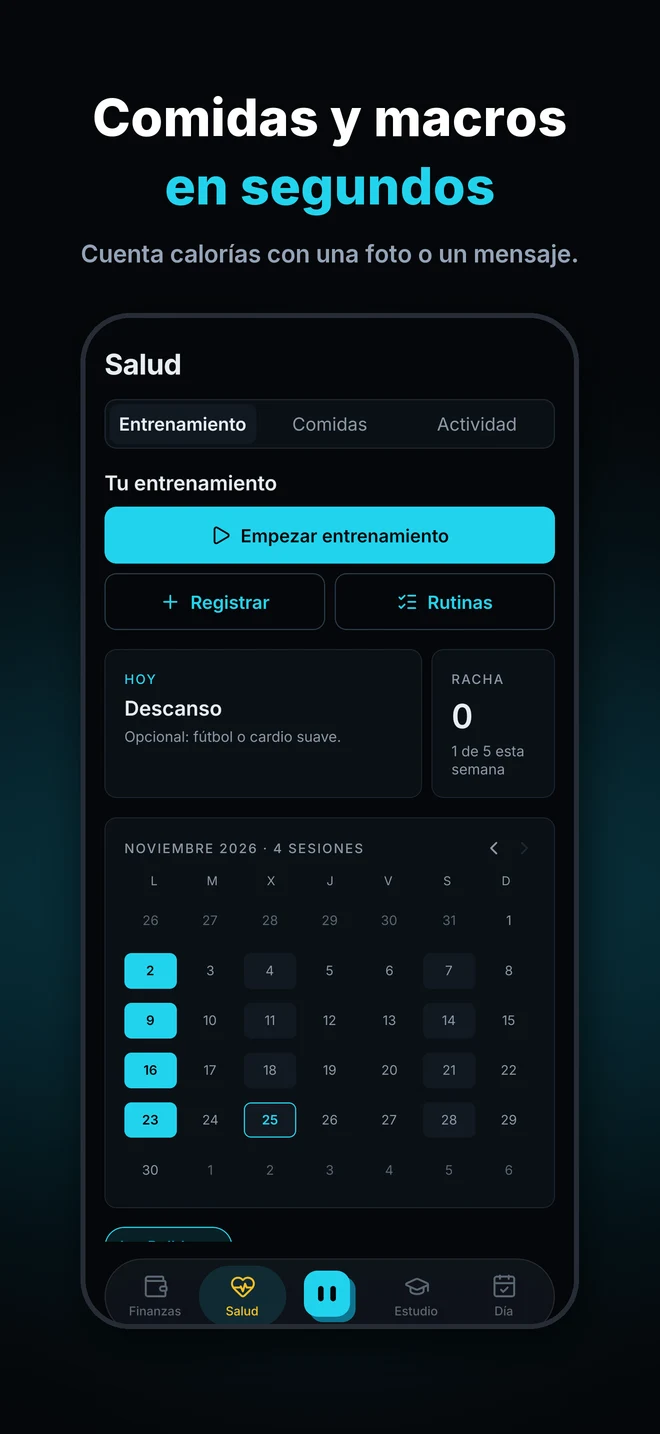 Comidas y macros
en segundos
Cuenta calorías con una foto o un mensaje.
Salud
Entrenamiento Comidas Actividad
Tu entrenamiento
Empezar entrenamiento
Registrar Rutinas
HOY
Descanso
Opcional: fútbol o cardio suave.
RACHA
0
1 de 5 esta
semana
NOVIEMBRE 2026 · 4 SESIONES
L M X J V S D
26 27 28 29 30 31 1
2 3 4 5 6 7 8
9 10 11 12 13 14 15
16 17 18 19 20 21 22
23 24 25 26 27 28 29
30 1 2 3 4 5 6
Finanzas Salud Estudio Día